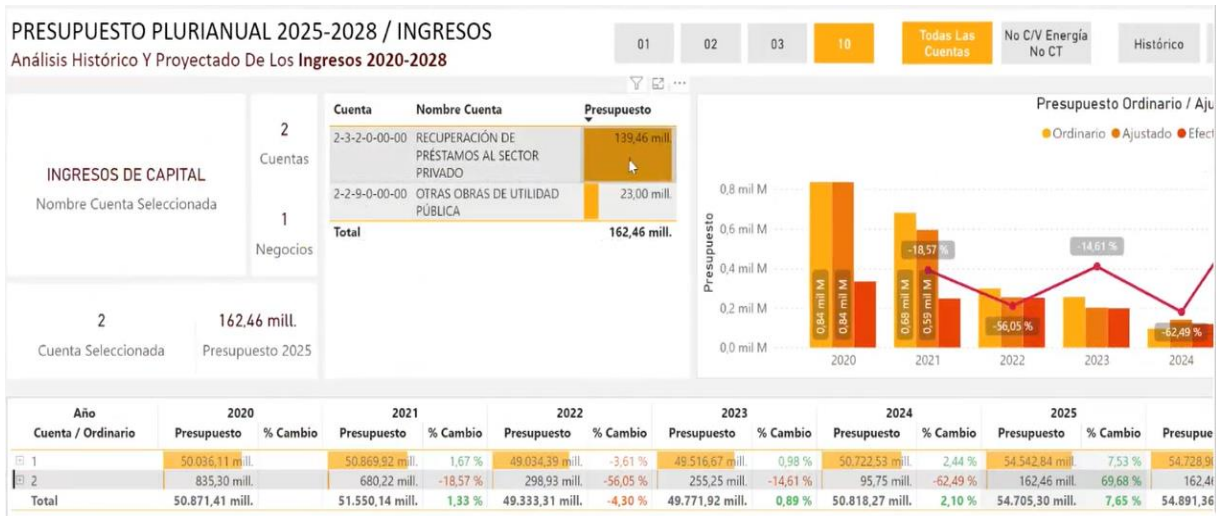 PRESUPUESTO PLURIANUAL 2025-2028 / INGRESOS
Análisis Histórico Y Proyectado De Los Ingresos 2020-2028
01
02
03
10
Todas Las
Cuentas
No C/V Energía
No CT
Histórico
INGRESOS DE CAPITAL
Nombre Cuenta Seleccionada
2
Cuentas
1
Negocios
2
Cuenta Seleccionada
162,46 mill.
Presupuesto 2025
Cuenta Nombre Cuenta Presupuesto
2-3-2-0-00-00 RECUPERACIÓN DE 139,46 mill.
PRÉSTAMOS AL SECTOR
PRIVADO
2-2-9-0-00-00 OTRAS OBRAS DE UTILIDAD 23,00 mill.
PÚBLICA
Total 162,46 mill.
Presupuesto Ordinario / Aju
Ordinario Ajustado Efect
Presupuesto
0,8 mil M
0,6 mil M
0,4 mil M
0,2 mil M
0,0 mil M
0,84 mil M
0,84 mil M
0,68 mil M
0,59 mil M
-18,57 %
-56,05 %
-14,61 %
-62,49 %
2020 2021 2022 2023 2024
Año 2020 2021 2022 2023 2024 2025
Cuenta / Ordinario Presupuesto % Cambio Presupuesto % Cambio Presupuesto % Cambio Presupuesto % Cambio Presupuesto % Cambio Presupuesto % Cambio Presupue
1 50.036,11 mill. 50.869,92 mill. 1,67 % 49.034,39 mill. -3,61 % 49.516,67 mill. 0,98 % 50.722,53 mill. 2,44 % 54.542,84 mill. 7,53 % 54.728,9
2 835,30 mill. 680,22 mill. -18,57 % 298,93 mill. -56,05 % 255,25 mill. -14,61 % 95,75 mill. -62,49 % 162,46 mill. 69,68 % 162,4
Total 50.871,41 mill. 51.550,14 mill. 1,33 % 49.333,31 mill. -4,30 % 49.771,92 mill. 0,89 % 50.818,27 mill. 2,10 % 54.705,30 mill. 7,65 % 54.891,36